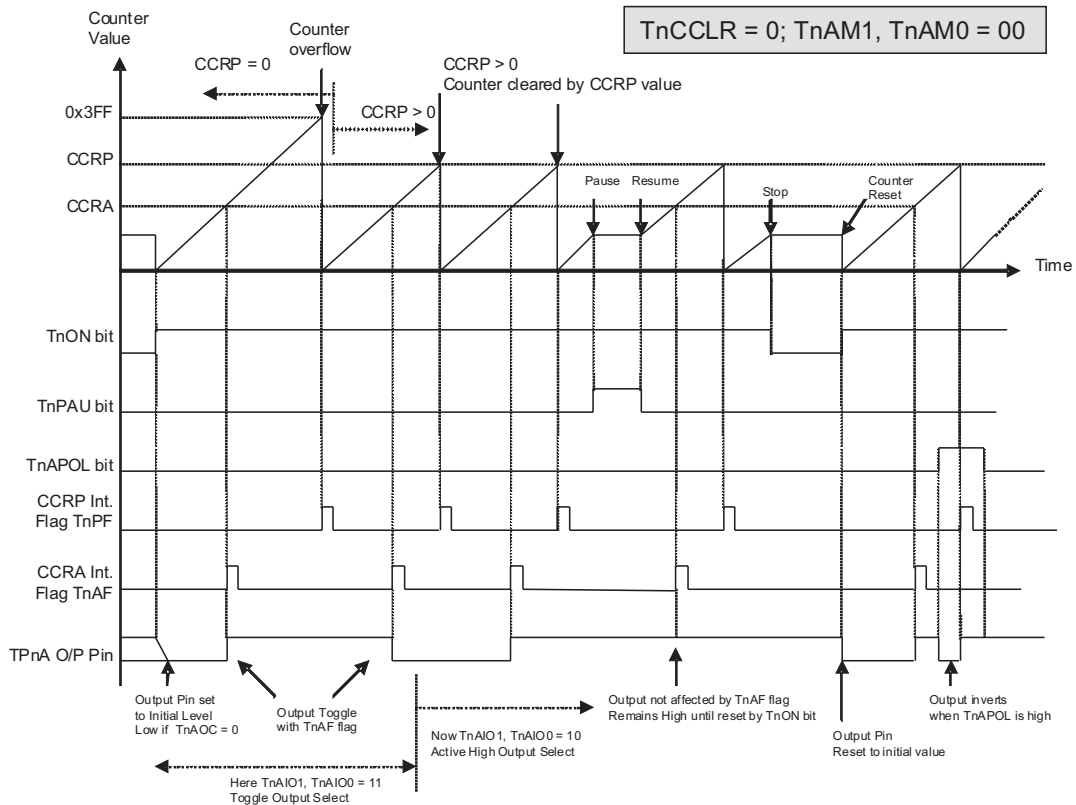 Counter
Value
Counter
overflow
TnCCLR = 0; TnAM1, TnAM0 = 00
CCRP = 0
CCRP > 0
Counter cleared by CCRP value
0x3FF
CCRP > 0
CCRP
Pause
Resume
Stop
Counter
Reset
CCRA
Time
TnON bit
TnPAU bit
TnAPOL bit
CCRP Int.
Flag TnPF
CCRA Int.
Flag TnAF
TPnA O/P Pin
Output Pin set
to Initial Level
Low if TnAOC = 0
Output Toggle
with TnAF flag
Output not affected by TnAF flag
Remains High until reset by TnON bit
Output inverts
when TnAPOL is high
Now TnAIO1, TnAIO0 = 10
Active High Output Select
Output Pin
Reset to initial value
Here TnAIO1, TnAIO0 = 11
Toggle Output Select